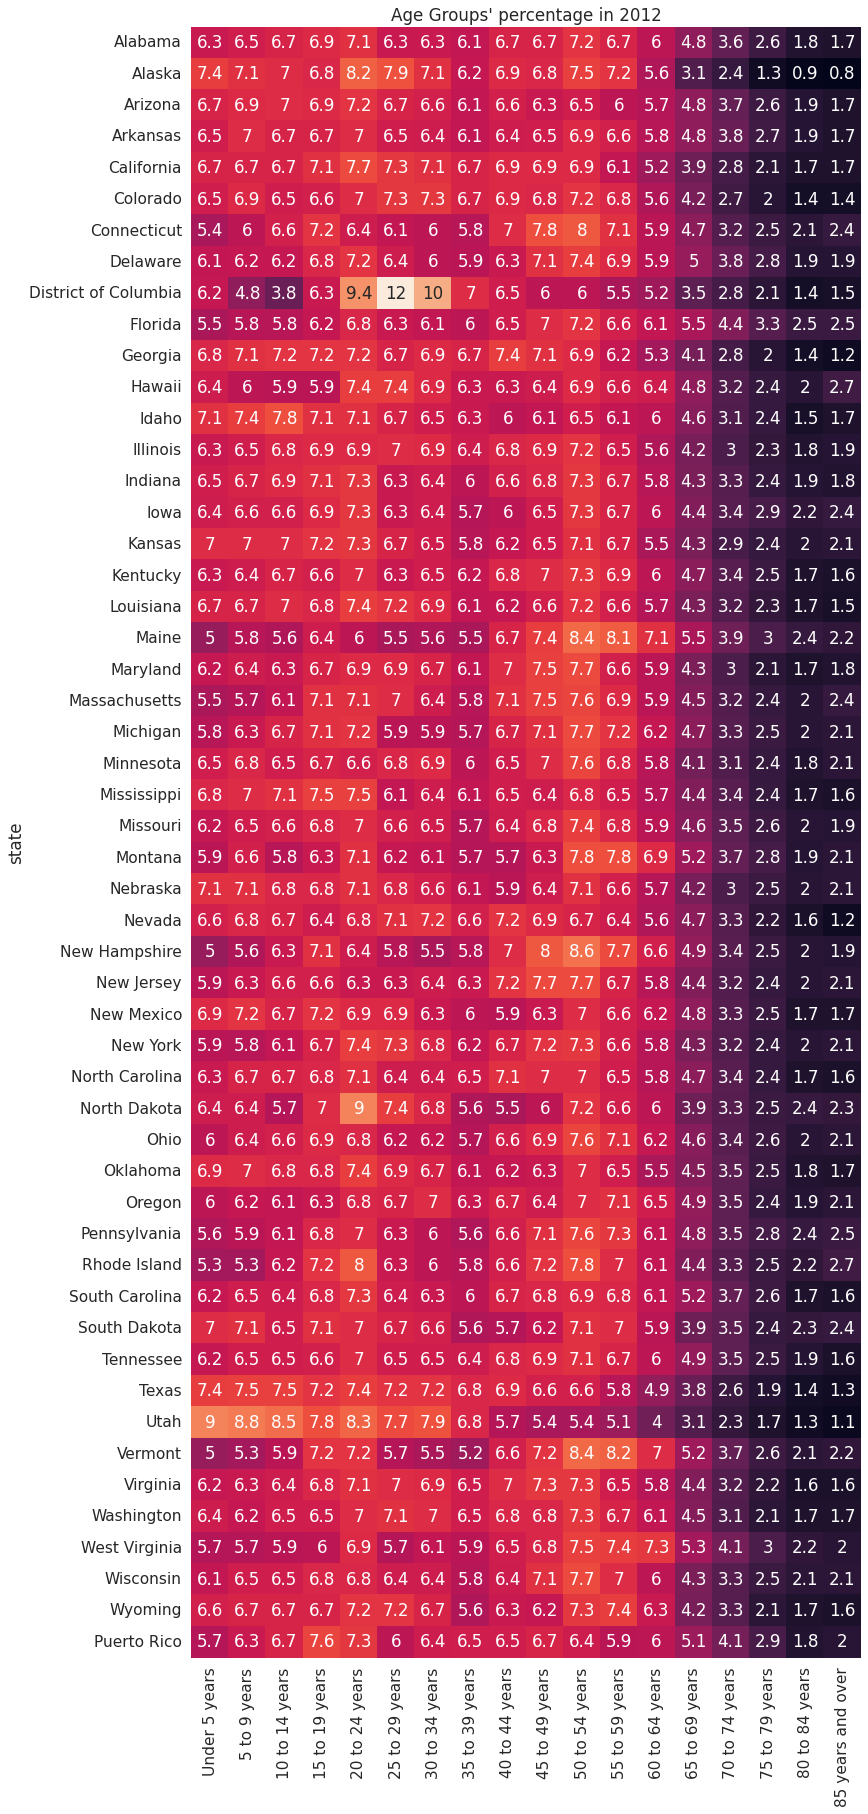 Age Groups' percentage in 2012
Alabama 6.3 6.5 6.7 6.9 7.1 6.3 6.3 6.1 6.7 6.7 7.2 6.7 6 4.8 3.6 2.6 1.8 1.7
Alaska 7.4 7.1 7 6.8 8.2 7.9 7.1 6.2 6.9 6.8 7.5 7.2 5.6 3.1 2.4 1.3 0.9 0.8
Arizona 6.7 6.9 7 6.9 7.2 6.7 6.6 6.1 6.6 6.3 6.5 6 5.7 4.8 3.7 2.6 1.9 1.7
Arkansas 6.5 7 6.7 6.7 7 6.5 6.4 6.1 6.4 6.5 6.9 6.6 5.8 4.8 3.8 2.7 1.9 1.7
California 6.7 6.7 6.7 7.1 7.7 7.3 7.1 6.7 6.9 6.9 6.9 6.1 5.2 3.9 2.8 2.1 1.7 1.7
Colorado 6.5 6.9 6.5 6.6 7 7.3 7.3 6.7 6.9 6.8 7.2 6.8 5.6 4.2 2.7 2 1.4 1.4
Connecticut 5.4 6 6.6 7.2 6.4 6.1 6 5.8 7 7.8 8 7.1 5.9 4.7 3.2 2.5 2.1 2.4
Delaware 6.1 6.2 6.2 6.8 7.2 6.4 6 5.9 6.3 7.1 7.4 6.9 5.9 5 3.8 2.8 1.9 1.9
District of Columbia 6.2 4.8 3.8 6.3 9.4 12 10 7 6.5 6 6 5.5 5.2 3.5 2.8 2.1 1.4 1.5
Florida 5.5 5.8 5.8 6.2 6.8 6.3 6.1 6 6.5 7 7.2 6.6 6.1 5.5 4.4 3.3 2.5 2.5
Georgia 6.8 7.1 7.2 7.2 7.2 6.7 6.9 6.7 7.4 7.1 6.9 6.2 5.3 4.1 2.8 2 1.4 1.2
Hawaii 6.4 6 5.9 5.9 7.4 7.4 6.9 6.3 6.3 6.4 6.9 6.6 6.4 4.8 3.2 2.4 2 2.7
Idaho 7.1 7.4 7.8 7.1 7.1 6.7 6.5 6.3 6 6.1 6.5 6.1 6 4.6 3.1 2.4 1.5 1.7
Illinois 6.3 6.5 6.8 6.9 6.9 7 6.9 6.4 6.8 6.9 7.2 6.5 5.6 4.2 3 2.3 1.8 1.9
Indiana 6.5 6.7 6.9 7.1 7.3 6.3 6.4 6 6.6 6.8 7.3 6.7 5.8 4.3 3.3 2.4 1.9 1.8
Iowa 6.4 6.6 6.6 6.9 7.3 6.3 6.4 5.7 6 6.5 7.3 6.7 6 4.4 3.4 2.9 2.2 2.4
Kansas 7 7 7 7.2 7.3 6.7 6.5 5.8 6.2 6.5 7.1 6.7 5.5 4.3 2.9 2.4 2 2.1
Kentucky 6.3 6.4 6.7 6.6 7 6.3 6.5 6.2 6.8 7 7.3 6.9 6 4.7 3.4 2.5 1.7 1.6
Louisiana 6.7 6.7 7 6.8 7.4 7.2 6.9 6.1 6.2 6.6 7.2 6.6 5.7 4.3 3.2 2.3 1.7 1.5
Maine 5 5.8 5.6 6.4 6 5.5 5.6 5.5 6.7 7.4 8.4 8.1 7.1 5.5 3.9 3 2.4 2.2
Maryland 6.2 6.4 6.3 6.7 6.9 6.9 6.7 6.1 7 7.5 7.7 6.6 5.9 4.3 3 2.1 1.7 1.8
Massachusetts 5.5 5.7 6.1 7.1 7.1 7 6.4 5.8 7.1 7.5 7.6 6.9 5.9 4.5 3.2 2.4 2 2.4
Michigan 5.8 6.3 6.7 7.1 7.2 5.9 5.9 5.7 6.7 7.1 7.7 7.2 6.2 4.7 3.3 2.5 2 2.1
Minnesota 6.5 6.8 6.5 6.7 6.6 6.8 6.9 6 6.5 7 7.6 6.8 5.8 4.1 3.1 2.4 1.8 2.1
Mississippi 6.8 7 7.1 7.5 7.5 6.1 6.4 6.1 6.5 6.4 6.8 6.5 5.7 4.4 3.4 2.4 1.7 1.6
Missouri 6.2 6.5 6.6 6.8 7 6.6 6.5 5.7 6.4 6.8 7.4 6.8 5.9 4.6 3.5 2.6 2 1.9
Montana 5.9 6.6 5.8 6.3 7.1 6.2 6.1 5.7 5.7 6.3 7.8 7.8 6.9 5.2 3.7 2.8 1.9 2.1
Nebraska 7.1 7.1 6.8 6.8 7.1 6.8 6.6 6.1 5.9 6.4 7.1 6.6 5.7 4.2 3 2.5 2 2.1
Nevada 6.6 6.8 6.7 6.4 6.8 7.1 7.2 6.6 7.2 6.9 6.7 6.4 5.6 4.7 3.3 2.2 1.6 1.2
New Hampshire 5 5.6 6.3 7.1 6.4 5.8 5.5 5.8 7 8 8.6 7.7 6.6 4.9 3.4 2.5 2 1.9
New Jersey 5.9 6.3 6.6 6.6 6.3 6.3 6.4 6.3 7.2 7.7 7.7 6.7 5.8 4.4 3.2 2.4 2 2.1
New Mexico 6.9 7.2 6.7 7.2 6.9 6.9 6.3 6 5.9 6.3 7 6.6 6.2 4.8 3.3 2.5 1.7 1.7
New York 5.9 5.8 6.1 6.7 7.4 7.3 6.8 6.2 6.7 7.2 7.3 6.6 5.8 4.3 3.2 2.4 2 2.1
North Carolina 6.3 6.7 6.7 6.8 7.1 6.4 6.4 6.5 7.1 7 7 6.5 5.8 4.7 3.4 2.4 1.7 1.6
North Dakota 6.4 6.4 5.7 7 9 7.4 6.8 5.6 5.5 6 7.2 6.6 6 3.9 3.3 2.5 2.4 2.3
Ohio 6 6.4 6.6 6.9 6.8 6.2 6.2 5.7 6.6 6.9 7.6 7.1 6.2 4.6 3.4 2.6 2 2.1
Oklahoma 6.9 7 6.8 6.8 7.4 6.9 6.7 6.1 6.2 6.3 7 6.5 5.5 4.5 3.5 2.5 1.8 1.7
Oregon 6 6.2 6.1 6.3 6.8 6.7 7 6.3 6.7 6.4 7 7.1 6.5 4.9 3.5 2.4 1.9 2.1
Pennsylvania 5.6 5.9 6.1 6.8 7 6.3 6 5.6 6.6 7.1 7.6 7.3 6.1 4.8 3.5 2.8 2.4 2.5
Rhode Island 5.3 5.3 6.2 7.2 8 6.3 6 5.8 6.6 7.2 7.8 7 6.1 4.4 3.3 2.5 2.2 2.7
South Carolina 6.2 6.5 6.4 6.8 7.3 6.4 6.3 6 6.7 6.8 6.9 6.8 6.1 5.2 3.7 2.6 1.7 1.6
South Dakota 7 7.1 6.5 7.1 7 6.7 6.6 5.6 5.7 6.2 7.1 7 5.9 3.9 3.5 2.4 2.3 2.4
Tennessee 6.2 6.5 6.5 6.6 7 6.5 6.5 6.4 6.8 6.9 7.1 6.7 6 4.9 3.5 2.5 1.9 1.6
Texas 7.4 7.5 7.5 7.2 7.4 7.2 7.2 6.8 6.9 6.6 6.6 5.8 4.9 3.8 2.6 1.9 1.4 1.3
Utah 9 8.8 8.5 7.8 8.3 7.7 7.9 6.8 5.7 5.4 5.4 5.1 4 3.1 2.3 1.7 1.3 1.1
Vermont 5 5.3 5.9 7.2 7.2 5.7 5.5 5.2 6.6 7.2 8.4 8.2 7 5.2 3.7 2.6 2.1 2.2
Virginia 6.2 6.3 6.4 6.8 7.1 7 6.9 6.5 7 7.3 7.3 6.5 5.8 4.4 3.2 2.2 1.6 1.6
Washington 6.4 6.2 6.5 6.5 7 7.1 7 6.5 6.8 6.8 7.3 6.7 6.1 4.5 3.1 2.1 1.7 1.7
West Virginia 5.7 5.7 5.9 6 6.9 5.7 6.1 5.9 6.5 6.8 7.5 7.4 7.3 5.3 4.1 3 2.2 2
Wisconsin 6.1 6.5 6.5 6.8 6.8 6.4 6.4 5.8 6.4 7.1 7.7 7 6 4.3 3.3 2.5 2.1 2.1
Wyoming 6.6 6.7 6.7 6.7 7.2 7.2 6.7 5.6 6.3 6.2 7.3 7.4 6.3 4.2 3.3 2.1 1.7 1.6
Puerto Rico 5.7 6.3 6.7 7.6 7.3 6 6.4 6.5 6.5 6.7 6.4 5.9 6 5.1 4.1 2.9 1.8 2
state
Under 5 years
5 to 9 years
10 to 14 years
15 to 19 years
20 to 24 years
25 to 29 years
30 to 34 years
35 to 39 years
40 to 44 years
45 to 49 years
50 to 54 years
55 to 59 years
60 to 64 years
65 to 69 years
70 to 74 years
75 to 79 years
80 to 84 years
85 years and over